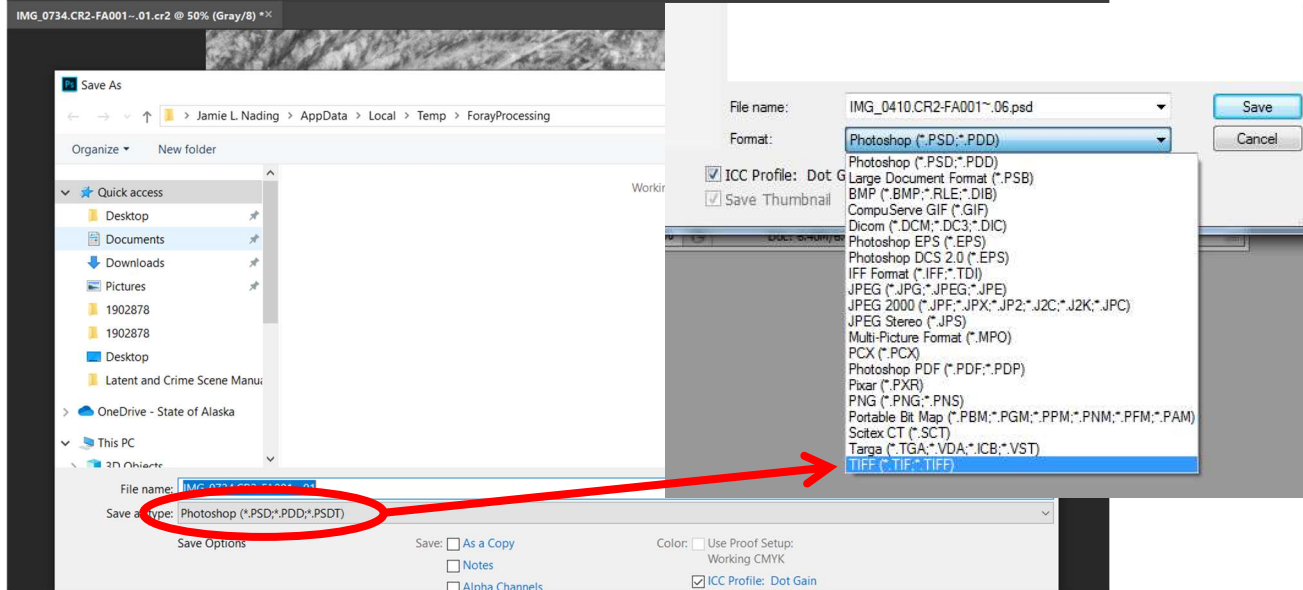 IMG_0734.CR2-FA001~.01.cr2 @ 50% (Gray/8) *×
Ps Save As
Jamie L. Nading > AppData > Local > Temp > ForayProcessing
Organize
New folder
Quick access
Desktop
Documents
Downloads
Pictures
1902878
1902878
Desktop
Latent and Crime Scene Manu
OneDrive - State of Alaska
This PC
3D Objects
File name:
Save as type: Photoshop (*.PSD;*.PDD;*.PSDT)
Save Options
Save: As a Copy
Notes
Alpha Channels
Color: Use Proof Setup:
Working CMYK
ICC Profile: Dot Gain
File name: IMG_0410.CR2-FA001~.06.psd Save
Format: Photoshop (*.PSD;*.PDD) Cancel
ICC Profile: Dot G
Save Thumbnail
Photoshop (*.PSD;*.PDD)
Large Document Format (*.PSB)
BMP (*.BMP;*.RLE;*.DIB)
CompuServe GIF (*.GIF)
Dicom (*.DCM;*.DC3;*.DIC)
Photoshop EPS (*.EPS)
Photoshop DCS 2.0 (*.EPS)
IFF Format (*.IFF;*.TDI)
JPEG (*.JPG;*.JPEG;*.JPE)
JPEG 2000 (*.JPF;*.JPX;*.JP2;*.J2C;*.J2K;*.JPC)
JPEG Stereo (*.JPS)
Multi-Picture Format (*.MPO)
PCX (*.PCX)
Photoshop PDF (*.PDF;*.PDP)
Pixar (*.PXR)
PNG (*.PNG;*.PNS)
Portable Bit Map (*.PBM;*.PGM;*.PPM;*.PNM;*.PFM;*.PAM)
Scitex CT (*.SCT)
Targa (*.TGA;*.VDA;*.ICB;*.VST)
TIFF (*.TIF;*.TIFF)